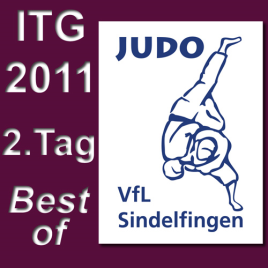 ITG
2011
2.Tag
Best
of
JUDO
VfL
Sindelfingen